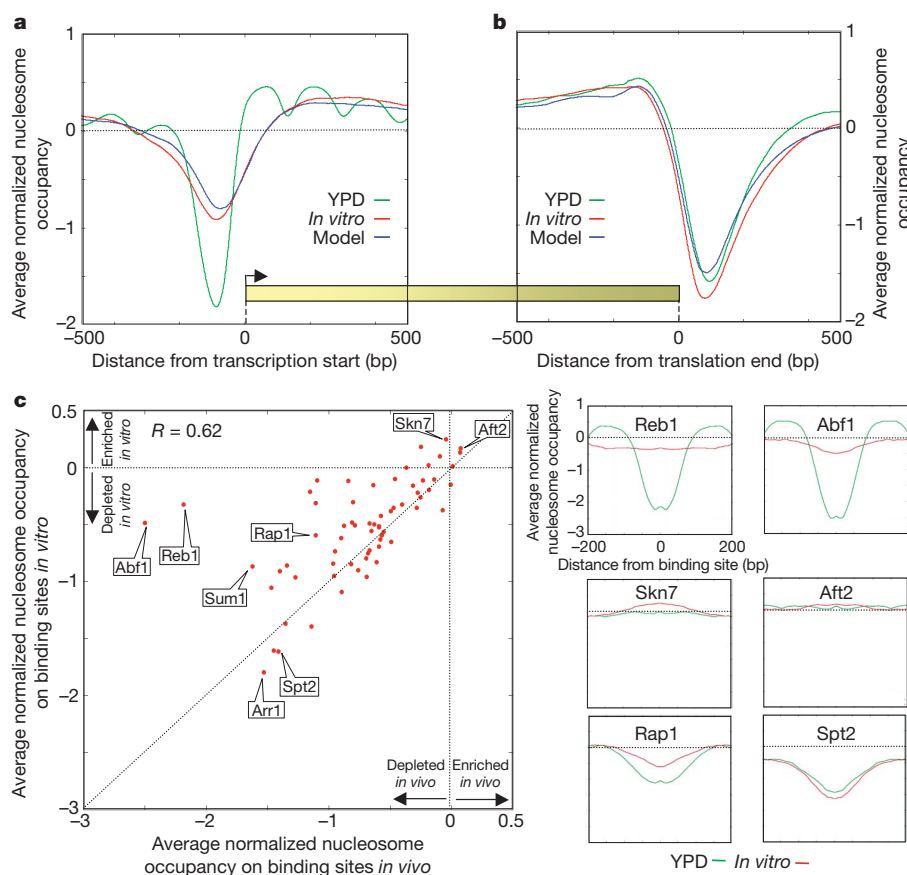 a
Average normalized nucleosome
occupancy
1
0
−1
−2
−500
0
500
Distance from transcription start (bp)
YPD
In vitro
Model
b
1
0
−1
−2
Average normalized nucleosome
occupancy
−500
0
500
Distance from translation end (bp)
YPD
In vitro
Model
c
Average normalized nucleosome occupancy
on binding sites in vitro
0.5
0
−1
−2
−3
−3
−2
−1
0
0.5
Average normalized nucleosome
occupancy on binding sites in vivo
Enriched
in vitro
Depleted
in vitro
R = 0.62
Skn7
Aft2
Rap1
Abf1
Reb1
Sum1
Spt2
Arr1
Depleted
in vivo
Enriched
in vivo
Average normalized
nucleosome occupancy
1
0
−1
−2
−3
Reb1
−200
0
200
Distance from binding site (bp)
Abf1
Skn7
Aft2
Rap1
Spt2
YPD
In vitro